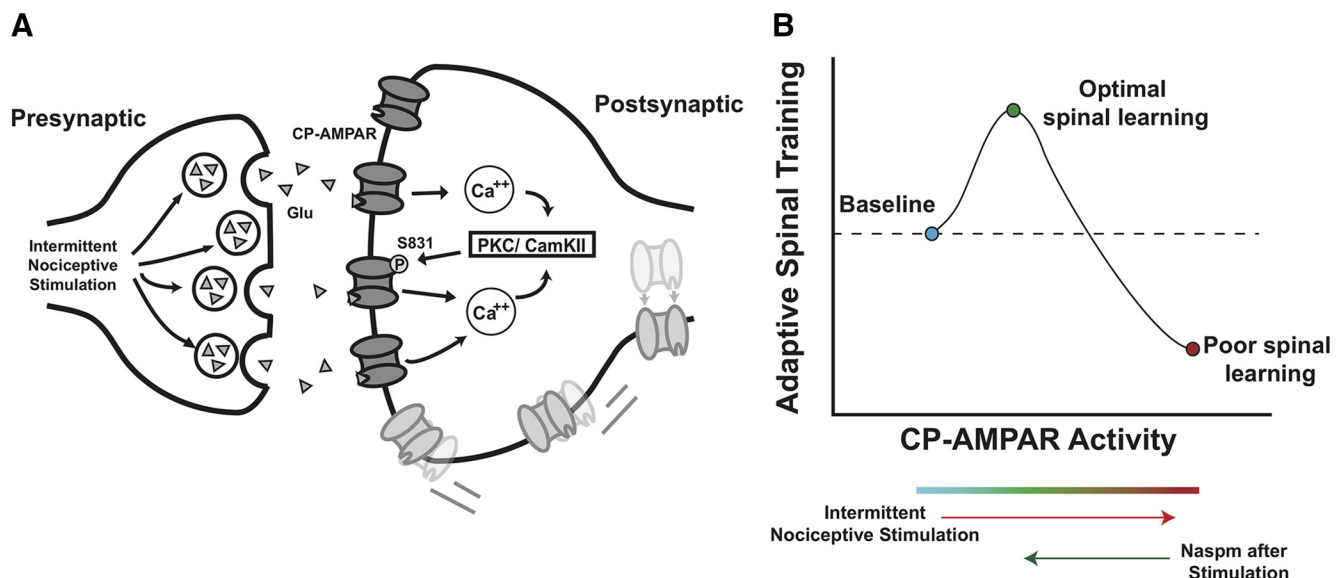 A
Presynaptic
Postsynaptic
CP-AMPAR
Glu
Intermittent
Nociceptive
Stimulation
Ca++
S831
P
PKC/ CamKII
Ca++
B
Adaptive Spinal Training
Optimal
spinal learning
Baseline
Poor spinal
learning
CP-AMPAR Activity
Intermittent
Nociceptive Stimulation
Naspm after
Stimulation